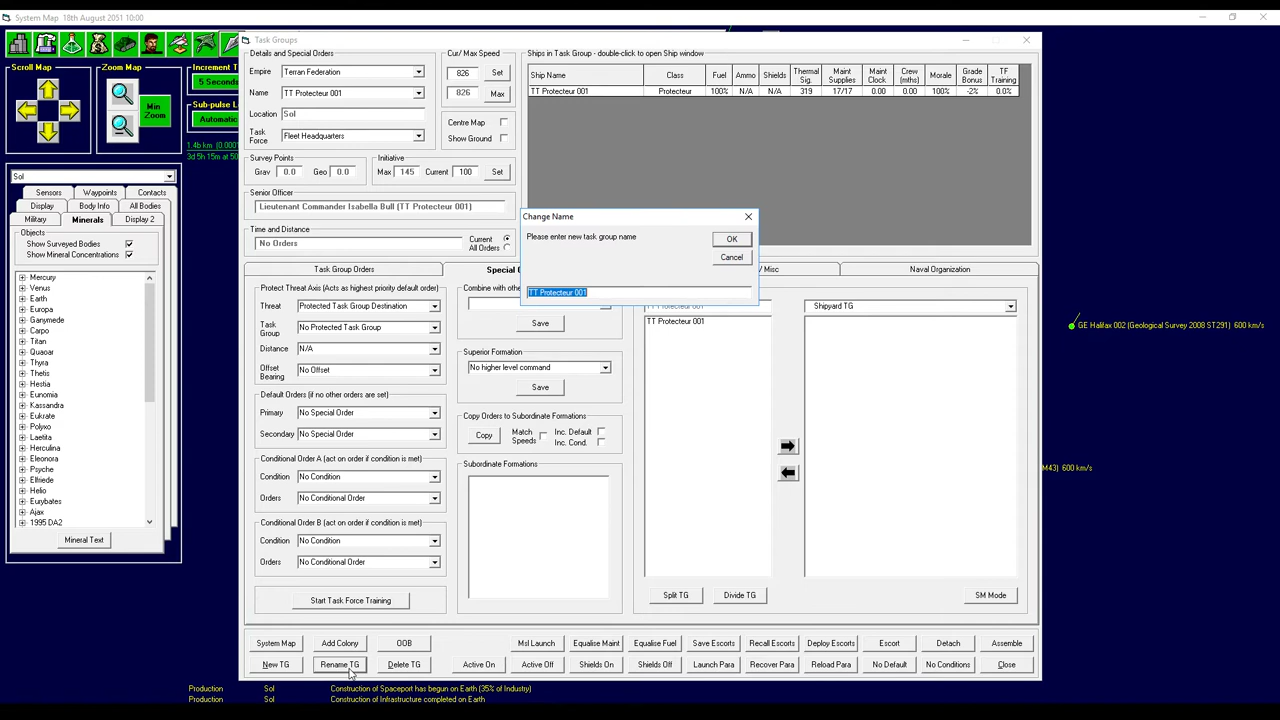 System Map 18th August 2051 10:00
Scroll Map
Zoom Map
Min Zoom
5 Seconds
Automatic
3d 5h 15m at 50
Sol
Sensors Waypoints Contacts
Display Body Info All Bodies
Military Minerals Display 2
Objects
Show Surveyed Bodies
Show Mineral Concentrations
Mercury
Venus
Earth
Europa
Ganymede
Carpo
Titan
Quaoar
Thyra
Thetis
Hestia
Eunomia
Kassandra
Eukrate
Polyxo
Laetita
Herculina
Eleonora
Psyche
Elfriede
Helio
Eurybates
Ajax
1995 DA2
Mineral Text
Task Groups
Details and Special Orders
Empire Terran Federation
Name TT Protecteur 001
Location Sol
Task Force Fleet Headquarters
Cur/ Max Speed
826 Set
826 Max
Centre Map
Show Ground
Survey Points
Grav 0.0 Geo 0.0
Initiative
Max 145 Current 100 Set
Senior Officer
Lieutenant Commander Isabella Bull (TT Protecteur 001)
Time and Distance
No Orders
Current
All Orders
Ships in Task Group - double-click to open Ship window
Ship Name Class Fuel Ammo Shields Thermal Sig. Maint Supplies Maint Clock Crew (mths) Morale Grade Bonus TF Training
TT Protecteur 001 Protecteur 100% N/A N/A 319 17/17 0.00 0.00 100% -2% 0.0%
Change Name
Please enter new task group name
OK
Cancel
TT Protecteur 001
Task Group Orders
Special O
/ Misc
Naval Organization
Protect Threat Axis (Acts as highest priority default order)
Threat Protected Task Group Destination
Task Group No Protected Task Group
Distance N/A
Offset Bearing No Offset
Default Orders (if no other orders are set)
Primary No Special Order
Secondary No Special Order
Conditional Order A (act on order if condition is met)
Condition No Condition
Orders No Conditional Order
Conditional Order B (act on order if condition is met)
Condition No Condition
Orders No Conditional Order
Start Task Force Training
Combine with othe
Save
Superior Formation
No higher level command
Save
Copy Orders to Subordinate Formations
Copy Match Speeds Inc. Default
Inc. Cond.
Subordinate Formations
TT Protecteur 001
TT Protecteur 001
Shipyard TG
Split TG
Divide TG
SM Mode
System Map Add Colony OOB Msl Launch Equalise Maint Equalise Fuel Save Escorts Recall Escorts Deploy Escorts Escort Detach Assemble
New TG Rename TG Delete TG Active On Active Off Shields On Shields Off Launch Para Recover Para Reload Para No Default No Conditions Close
GE Halifax 002 (Geological Survey 2008 ST291) 600 km/s
M43) 600 km/s
Production Sol Construction of Spaceport has begun on Earth (35% of Industry)
Production Sol Construction of Infrastructure completed on Earth